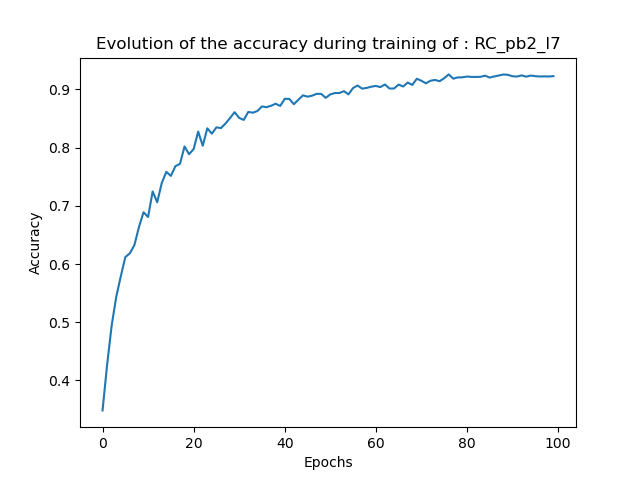 Evolution of the accuracy during training of : RC_pb2_l7
0.9
0.8
0.7
0.6
0.5
0.4
Accuracy
0 20 40 60 80 100
Epochs